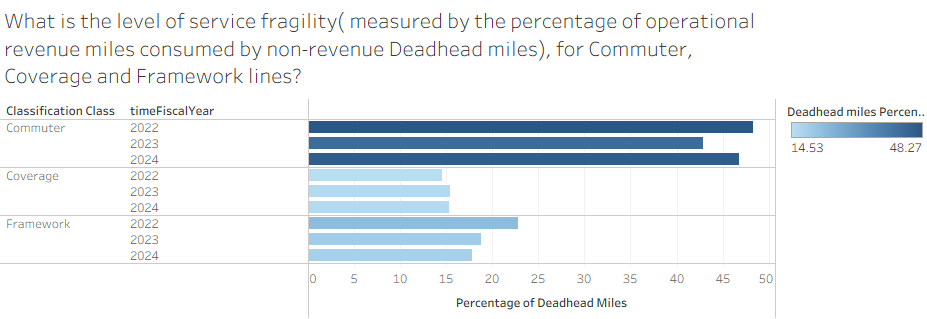 What is the level of service fragility( measured by the percentage of operational
revenue miles consumed by non-revenue Deadhead miles), for Commuter,
Coverage and Framework lines?
Classification Class timeFiscalYear
Commuter 2022
2023
2024
Coverage 2022
2023
2024
Framework 2022
2023
2024
0 5 10 15 20 25 30 35 40 45 50
Percentage of Deadhead Miles
Deadhead miles Percen..
14.53 48.27